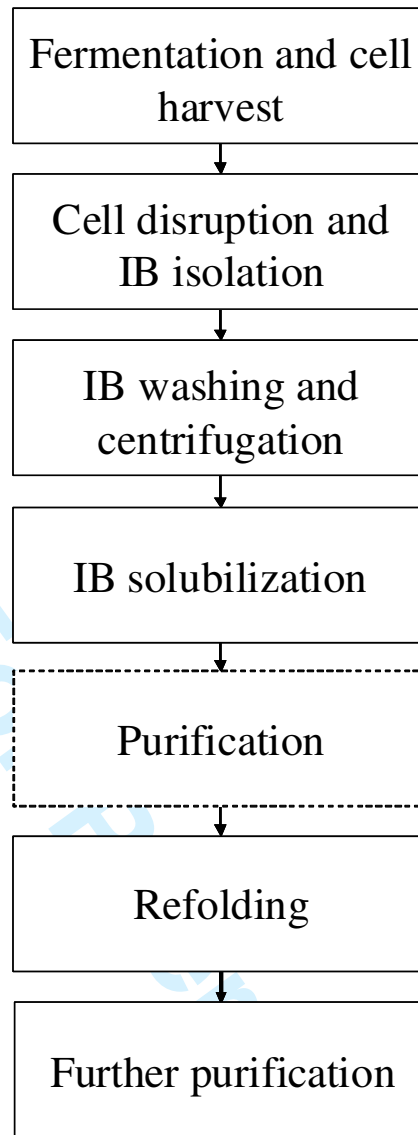 Fermentation and cell
harvest
Cell disruption and
IB isolation
IB washing and
centrifugation
IB solubilization
Purification
Refolding
Further purification